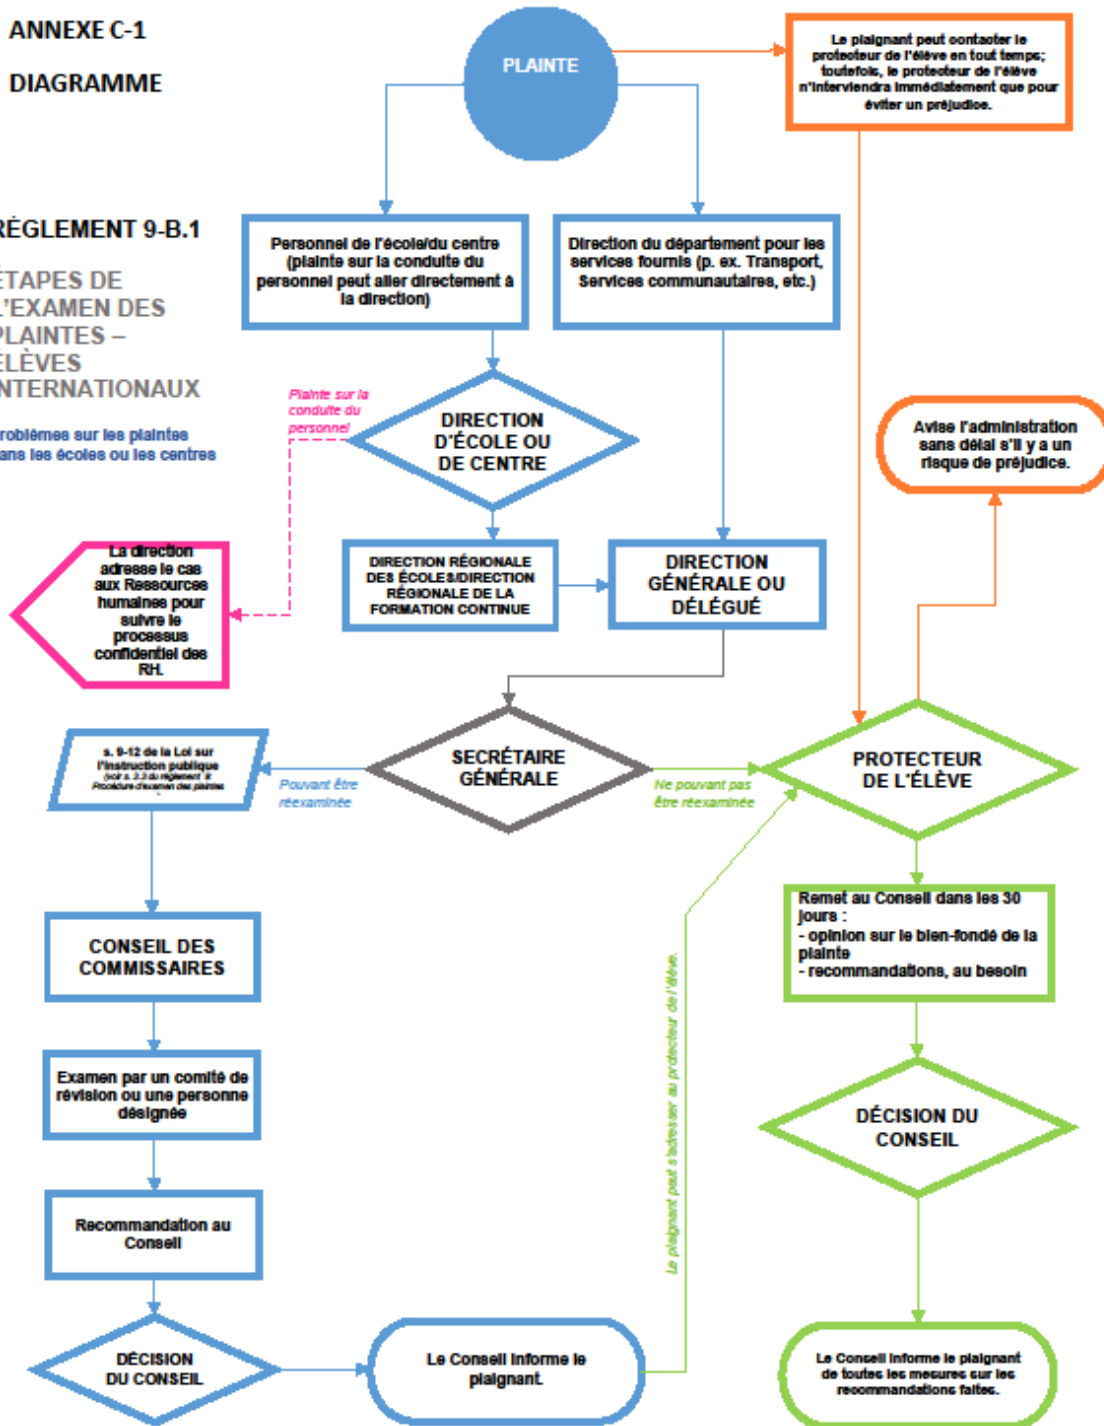 ANNEXE C-1
DIAGRAMME
PLAINTE
Le plaignant peut contacter le
protecteur de l'élève en tout temps;
toutefois, le protecteur de l'élève
n'interviendra immédiatement que pour
éviter un préjudice.
RÈGLEMENT 9-B.1
ÉTAPES DE
L'EXAMEN DES
PLAINTES –
ÉLÈVES
INTERNATIONAUX
roblèmes sur les plaintes
ans les écoles ou les centres
Personnel de l'école/du centre
(plainte sur la conduite du
personnel peut aller directement à
la direction)
Direction du département pour les
services fournis (p. ex. Transport,
Services communautaires, etc.)
Plainte sur la
conduite du
personnel
DIRECTION
D'ÉCOLE OU
DE CENTRE
Avise l'administration
sans délai s'il y a un
risque de préjudice.
La direction
adresse le cas
aux Ressources
humaines pour
suivre le
processus
confidentiel des
RH.
DIRECTION RÉGIONALE
DES ÉCOLES/DIRECTION
RÉGIONALE DE LA
FORMATION CONTINUE
DIRECTION
GÉNÉRALE OU
DÉLÉGUÉ
s. 9-12 de la Loi sur
l'instruction publique
(voir s. 3.3 du règlement 9:
Procédure d'examen des plaintes
Pouvant être
réexaminée
SECRÉTAIRE
GÉNÉRALE
Ne pouvant pas
être réexaminée
PROTECTEUR
DE L'ÉLÈVE
Remet au Conseil dans les 30
jours :
- opinion sur le bien-fondé de la
plainte
- recommandations, au besoin
CONSEIL DES
COMMISSAIRES
Le plaignant peut s'adresser au protecteur de l'élève.
Examen par un comité de
révision ou une personne
désignée
DÉCISION DU
CONSEIL
Recommandation au
Conseil
DÉCISION
DU CONSEIL
Le Conseil informe le
plaignant.
Le Conseil informe le plaignant
de toutes les mesures sur les
recommandations faites.